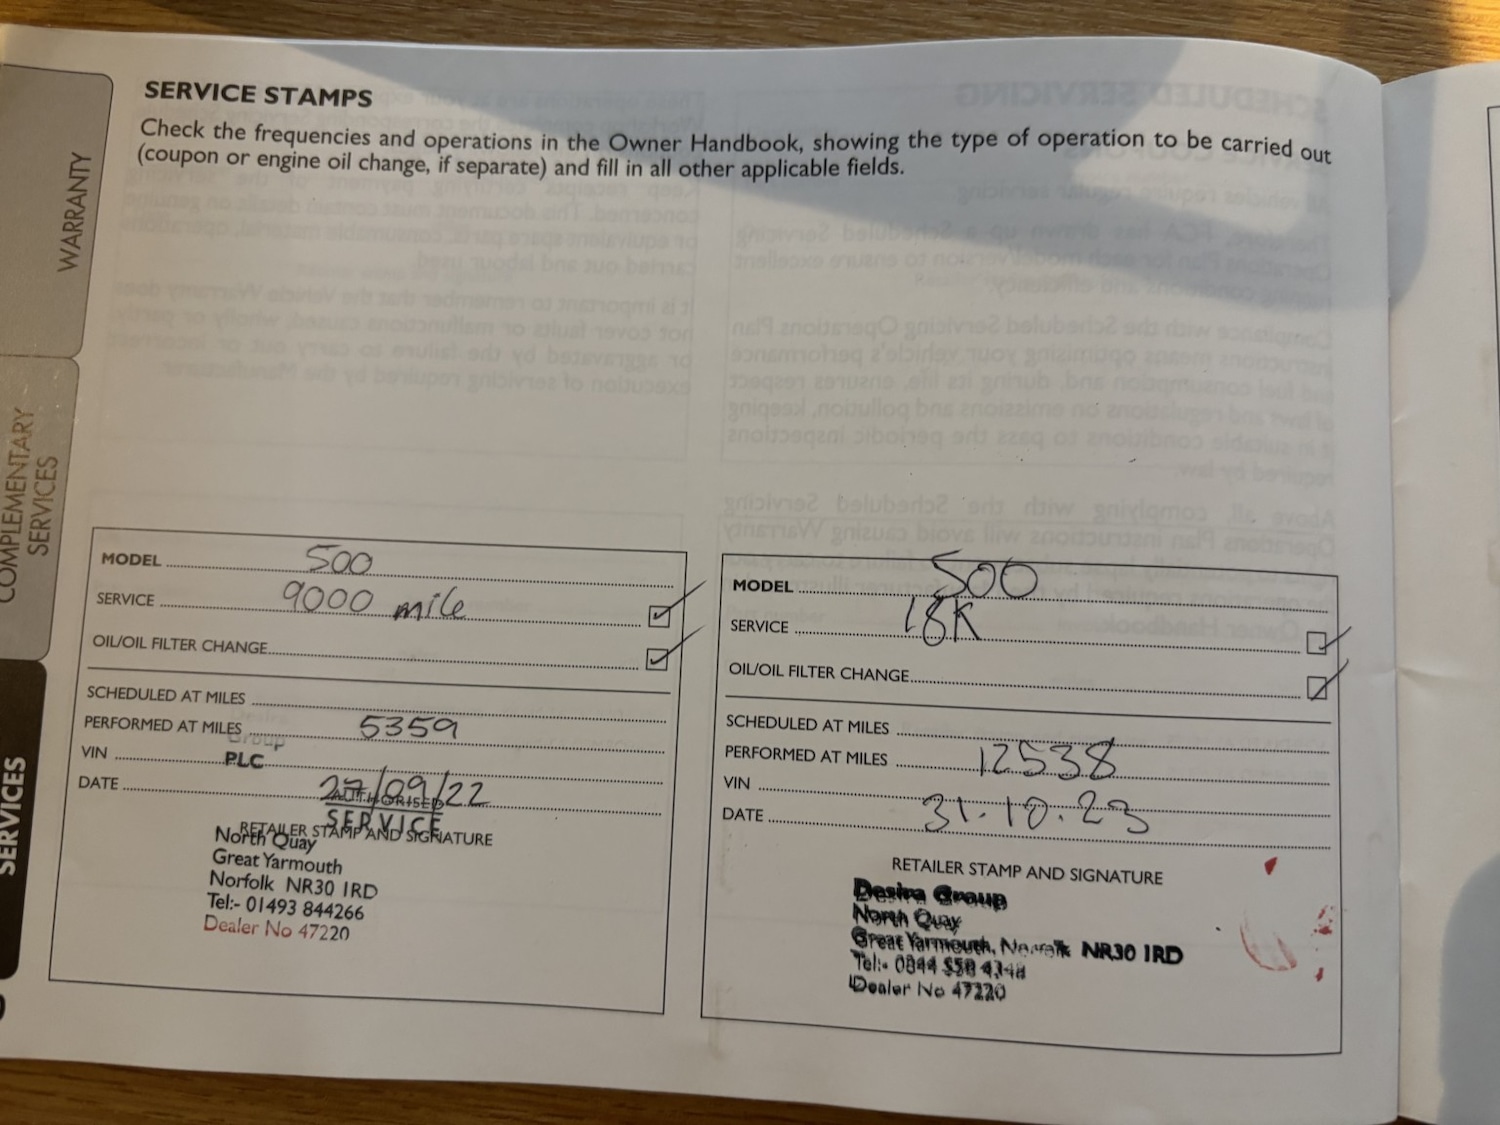 SERVICE STAMPS
Check the frequencies and operations in the Owner Handbook, showing the type of operation to be carried out
(coupon or engine oil change, if separate) and fill in all other applicable fields.
WARRANTY
COMPLEMENTARY
SERVICES
SERVICES
MODEL 500
SERVICE 9000 mile
OIL/OIL FILTER CHANGE
SCHEDULED AT MILES
PERFORMED AT MILES 5359
Group
VIN PLC
DATE 27/09/22
AUTHORISED
SERVICE
RETAILER STAMP AND SIGNATURE
North Quay
Great Yarmouth
Norfolk NR30 1RD
Tel:- 01493 844266
Dealer No 47220
MODEL 500
SERVICE 18K
OIL/OIL FILTER CHANGE
SCHEDULED AT MILES
PERFORMED AT MILES 12538
VIN
DATE 31.10.23
RETAILER STAMP AND SIGNATURE
Desira Group
North Quay
Great Yarmouth, Norfolk NR30 1RD
Tel:- 0844 558
Dealer No 47220